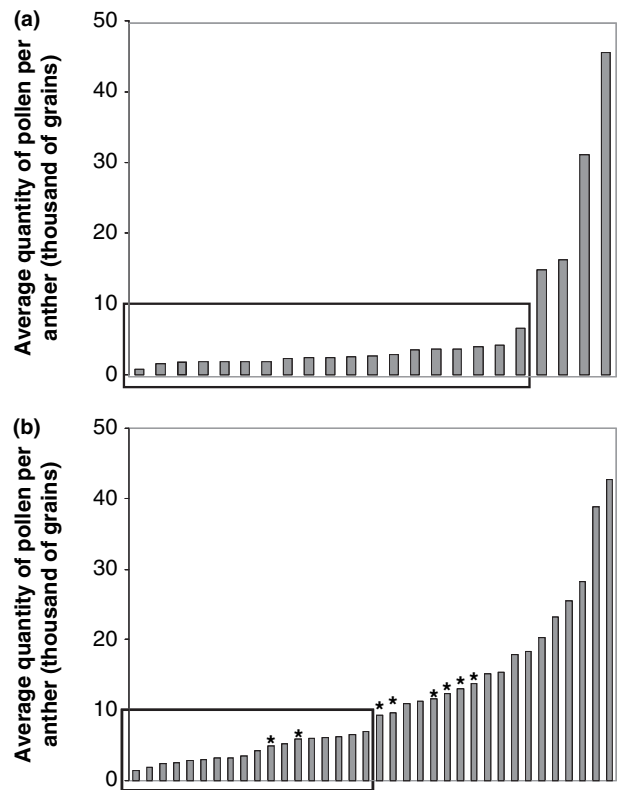 (a)
Average quantity of pollen per
anther (thousand of grains)
50
40
30
20
10
0
(b)
Average quantity of pollen per
anther (thousand of grains)
50
40
30
20
10
0
* * * * * * * * *